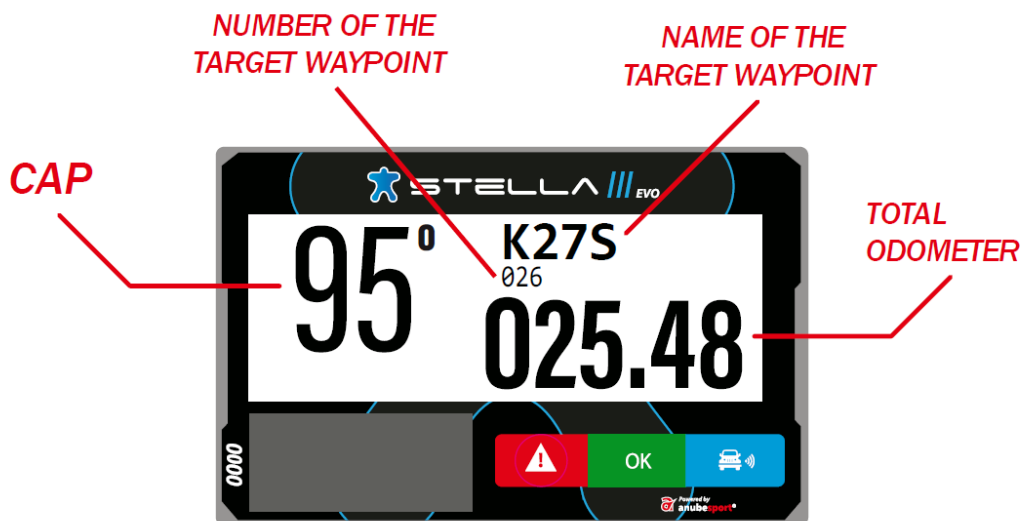 NUMBER OF THE
TARGET WAYPOINT
NAME OF THE
TARGET WAYPOINT
CAP
TOTAL
ODOMETER
STELLA III EVO
95°
K27S
026
025.48
0000
OK
Powered by
anubesport®